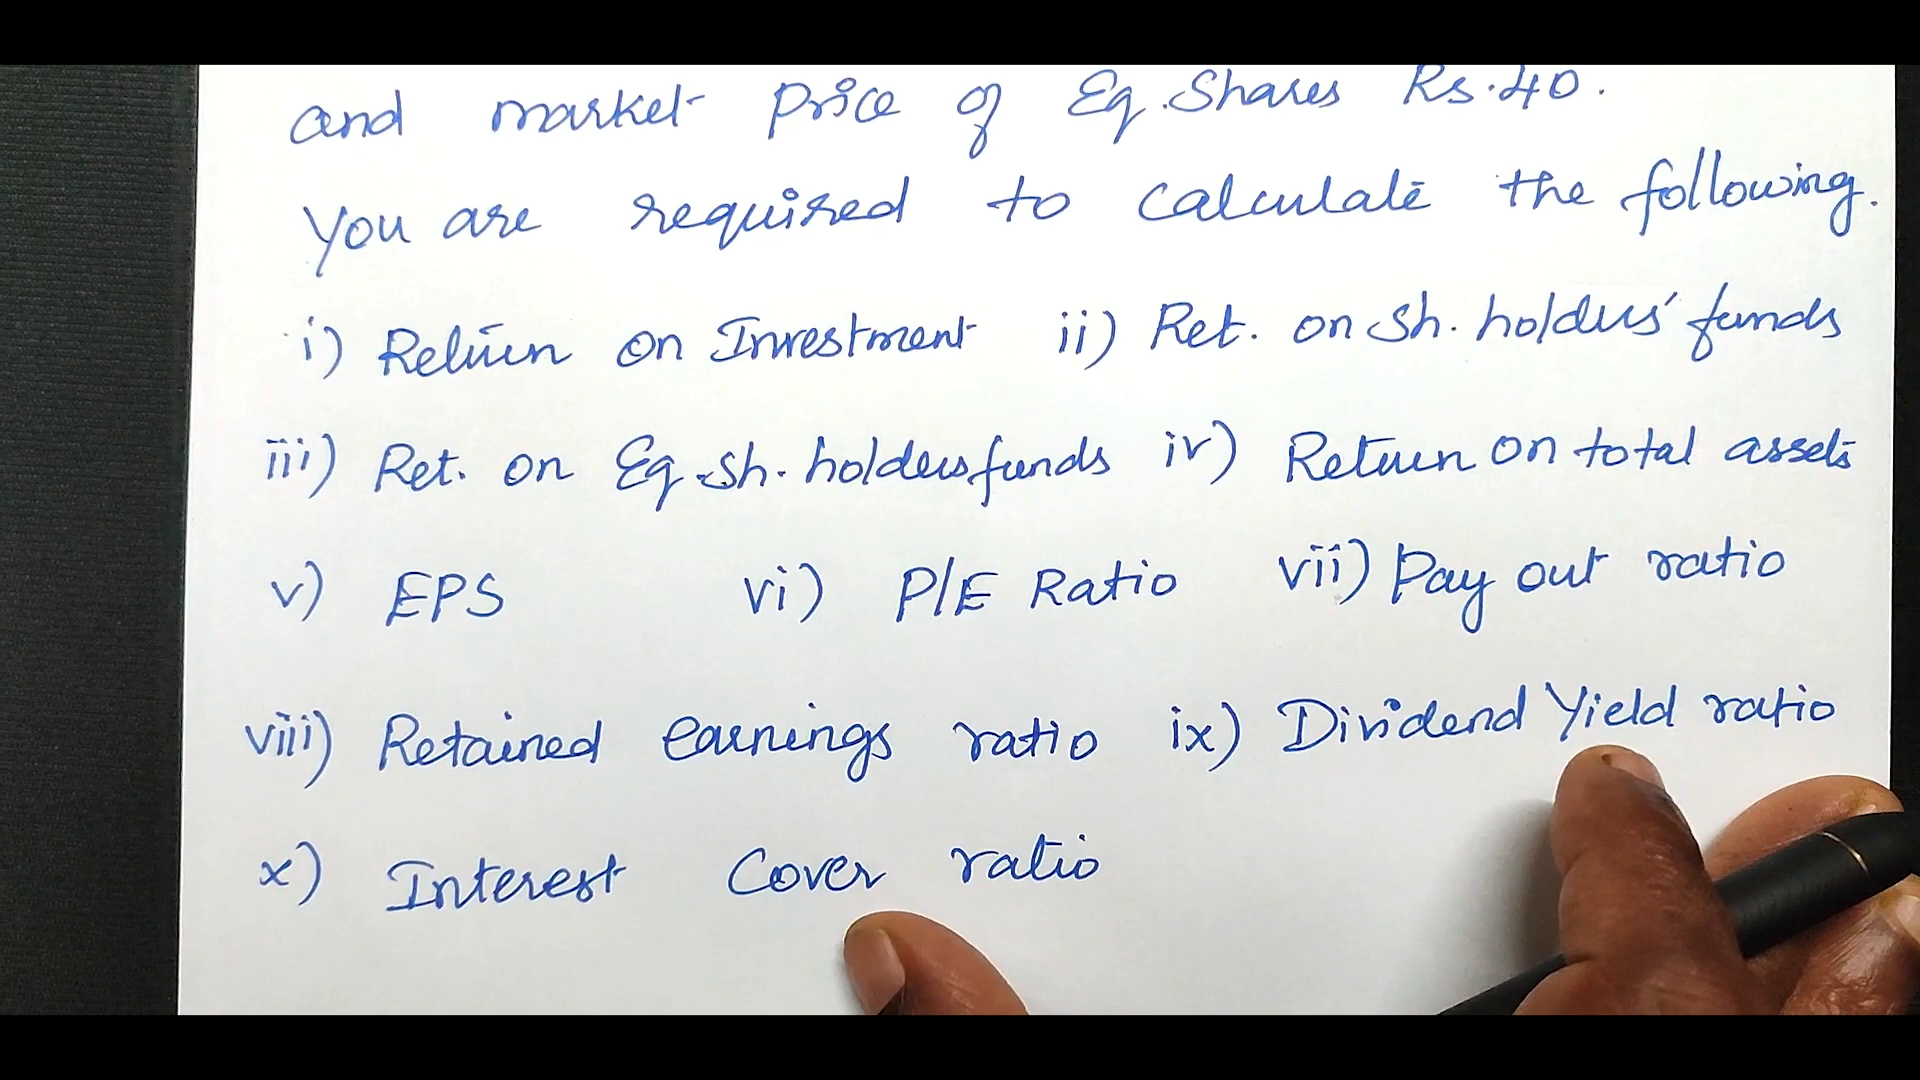 and market price of Eq. Shares Rs. 40.
You are required to calculate the following.
i) Return on Investment ii) Ret. on Sh. holders' funds
iii) Ret. on Eq. Sh. holders funds iv) Return on total assets
v) EPS vi) P/E Ratio vii) Pay out ratio
viii) Retained earnings ratio ix) Dividend Yield ratio
x) Interest Cover ratio